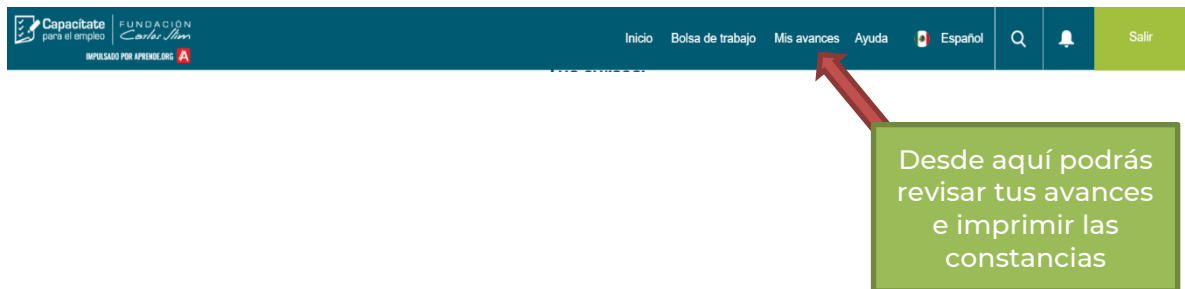 Capacítate
para el empleo
FUNDACIÓN
Carlos Slim
IMPULSADO POR APRENDE.ORG A
Inicio Bolsa de trabajo Mis avances Ayuda Español Salir
Desde aquí podrás
revisar tus avances
e imprimir las
constancias